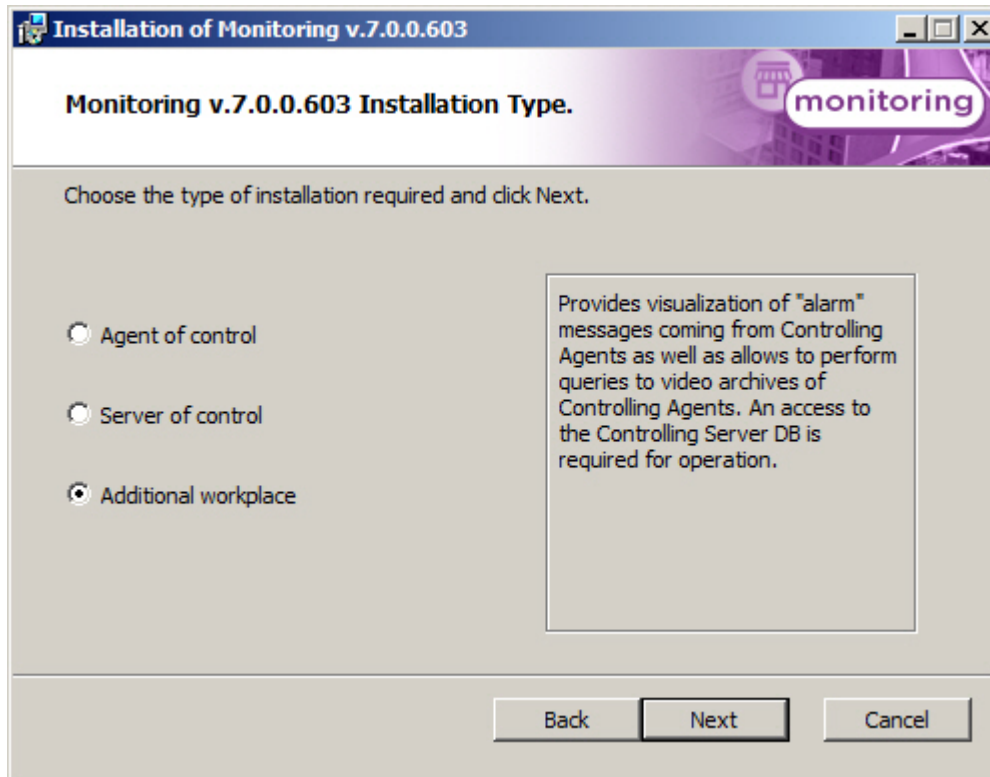 Installation of Monitoring v.7.0.0.603
Monitoring v.7.0.0.603 Installation Type.
monitoring
Choose the type of installation required and click Next.
Agent of control
Server of control
Additional workplace
Provides visualization of "alarm"
messages coming from Controlling
Agents as well as allows to perform
queries to video archives of
Controlling Agents. An access to
the Controlling Server DB is
required for operation.
Back
Next
Cancel